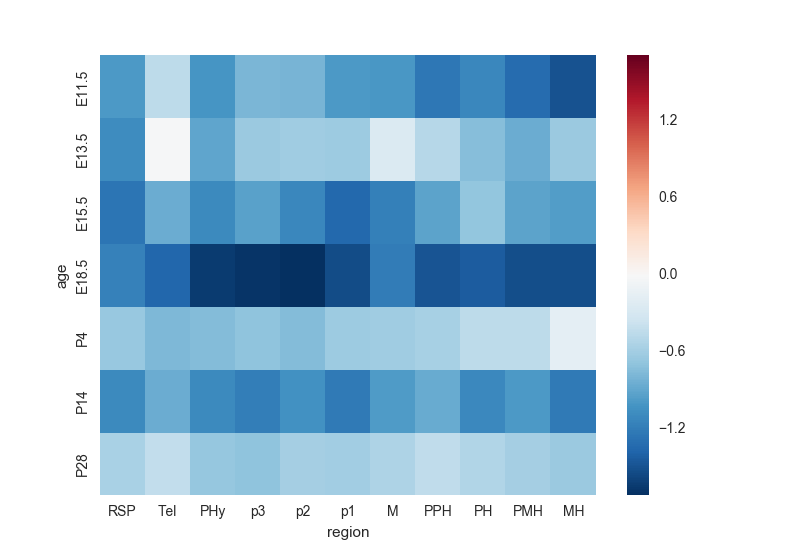 E11.5
E13.5
E15.5
E18.5
P4
P14
P28
age
RSP Tel PHy p3 p2 p1 M PPH PH PMH MH
region
1.2
0.6
0.0
−0.6
−1.2